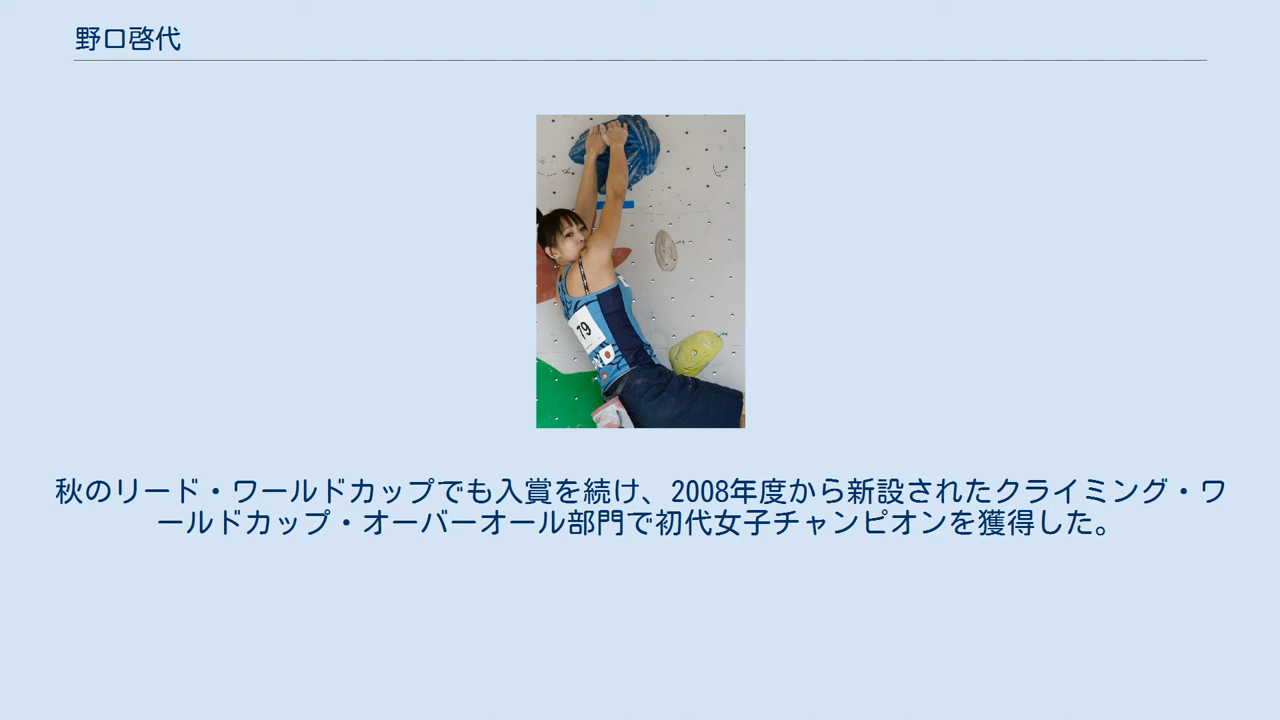 野口啓代
79
秋のリード・ワールドカップでも入賞を続け、2008年度から新設されたクライミング・ワ
ールドカップ・オーバーオール部門で初代女子チャンピオンを獲得した。